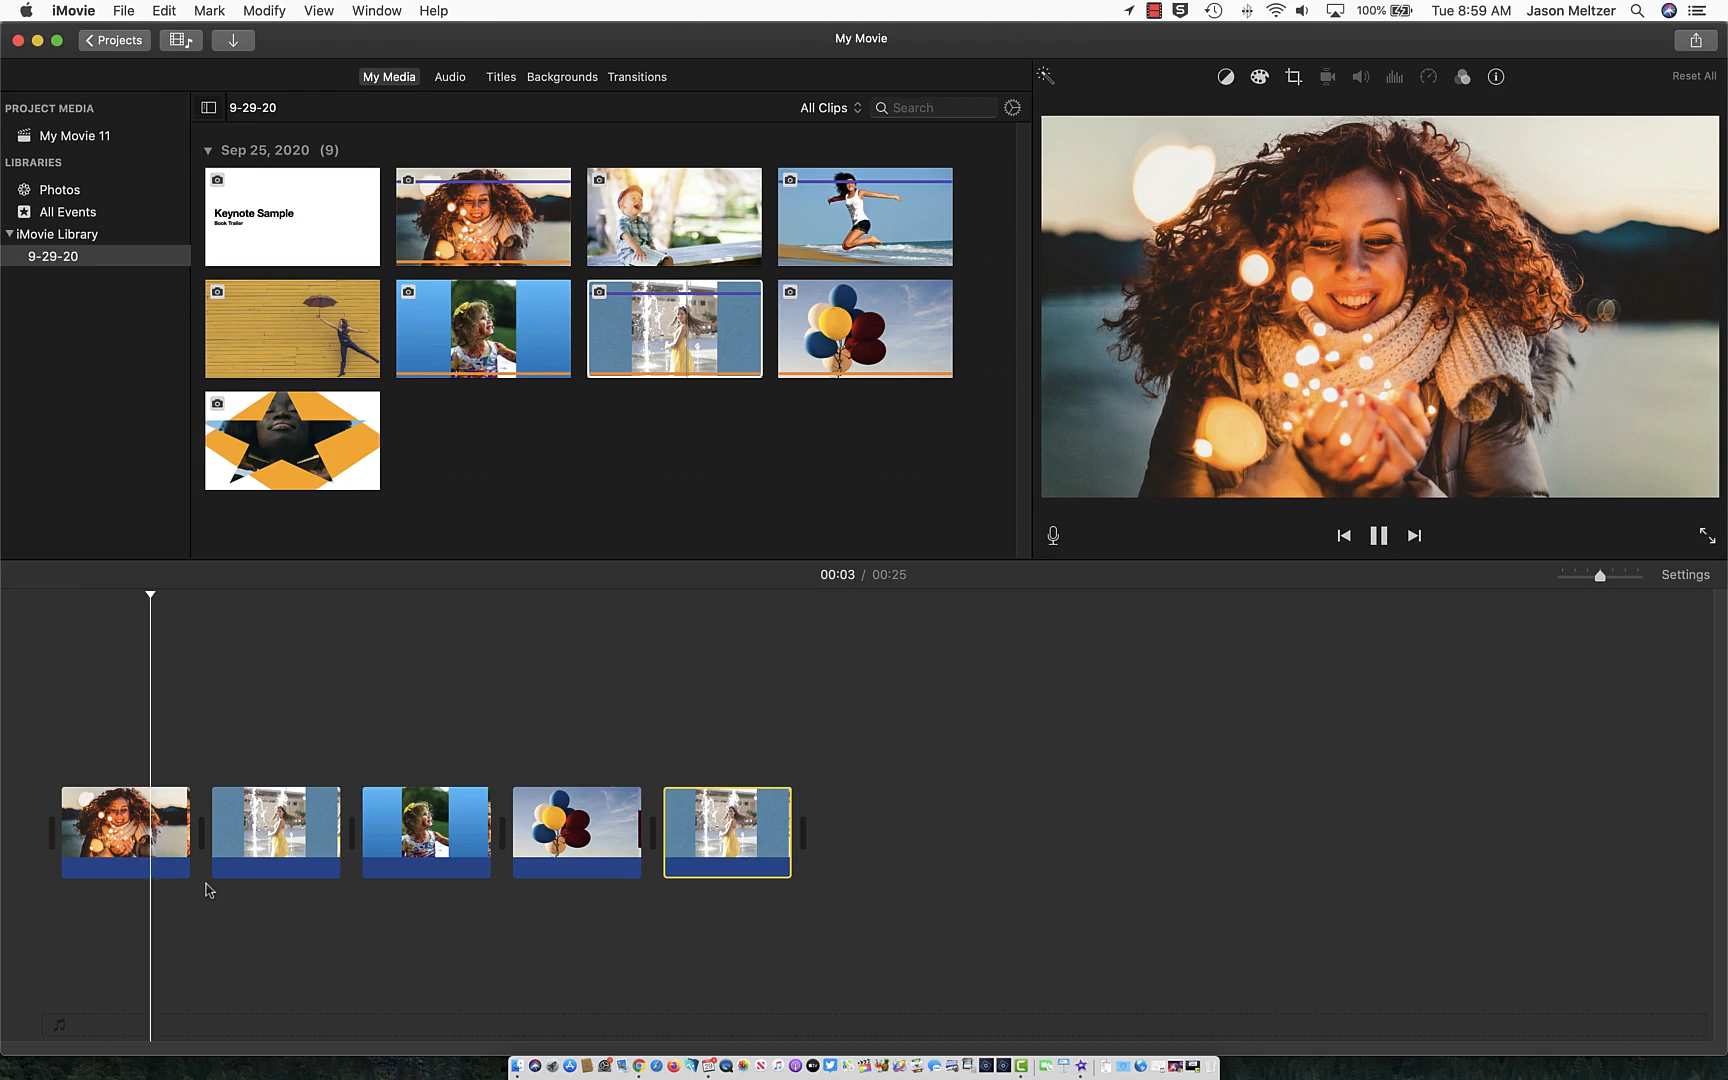 iMovie File Edit Mark Modify View Window Help
100% Tue 8:59 AM Jason Meltzer
Projects
My Movie
My Media Audio Titles Backgrounds Transitions
Reset All
PROJECT MEDIA
My Movie 11
LIBRARIES
Photos
All Events
iMovie Library
9-29-20
9-29-20
All Clips
Search
Sep 25, 2020 (9)
Keynote Sample
Book Trailer
00:03 / 00:25
Settings